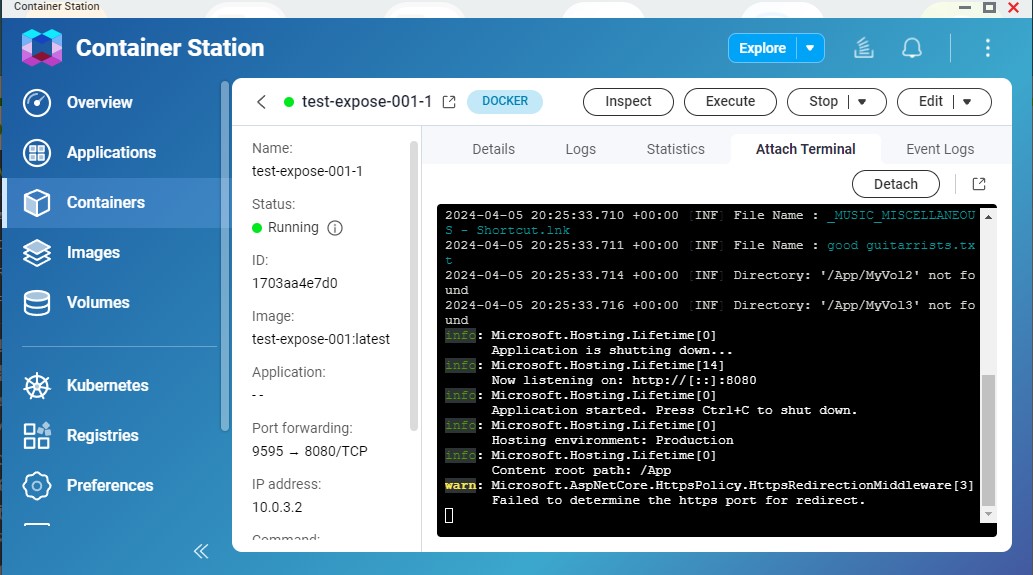 Container Station
Container Station
Explore
Overview
Applications
Containers
Images
Volumes
Kubernetes
Registries
Preferences
test-expose-001-1
DOCKER
Inspect
Execute
Stop
Edit
Name:
test-expose-001-1
Status:
Running
ID:
1703aa4e7d0
Image:
test-expose-001:latest
Application:
--
Port forwarding:
9595 → 8080/TCP
IP address:
10.0.3.2
Command:
Details
Logs
Statistics
Attach Terminal
Event Logs
Detach
2024-04-05 20:25:33.710 +00:00 [INF] File Name : _MUSIC_MISCELLANEOU
S - Shortcut.lnk
2024-04-05 20:25:33.711 +00:00 [INF] File Name : good guitarrists.tx
t
2024-04-05 20:25:33.714 +00:00 [INF] Directory: '/App/MyVol2' not fo
und
2024-04-05 20:25:33.716 +00:00 [INF] Directory: '/App/MyVol3' not fo
und
info: Microsoft.Hosting.Lifetime[0]
Application is shutting down...
info: Microsoft.Hosting.Lifetime[14]
Now listening on: http://[::]:8080
info: Microsoft.Hosting.Lifetime[0]
Application started. Press Ctrl+C to shut down.
info: Microsoft.Hosting.Lifetime[0]
Hosting environment: Production
info: Microsoft.Hosting.Lifetime[0]
Content root path: /App
warn: Microsoft.AspNetCore.HttpsPolicy.HttpsRedirectionMiddleware[3]
Failed to determine the https port for redirect.